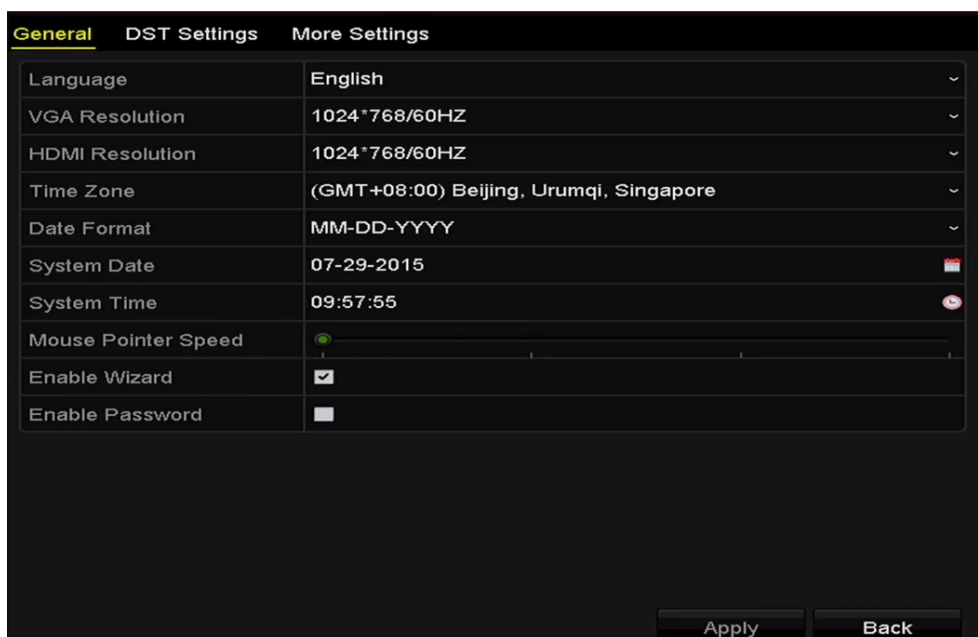 General DST Settings More Settings
Language English
VGA Resolution 1024*768/60HZ
HDMI Resolution 1024*768/60HZ
Time Zone (GMT+08:00) Beijing, Urumqi, Singapore
Date Format MM-DD-YYYY
System Date 07-29-2015
System Time 09:57:55
Mouse Pointer Speed
Enable Wizard
Enable Password
Apply Back